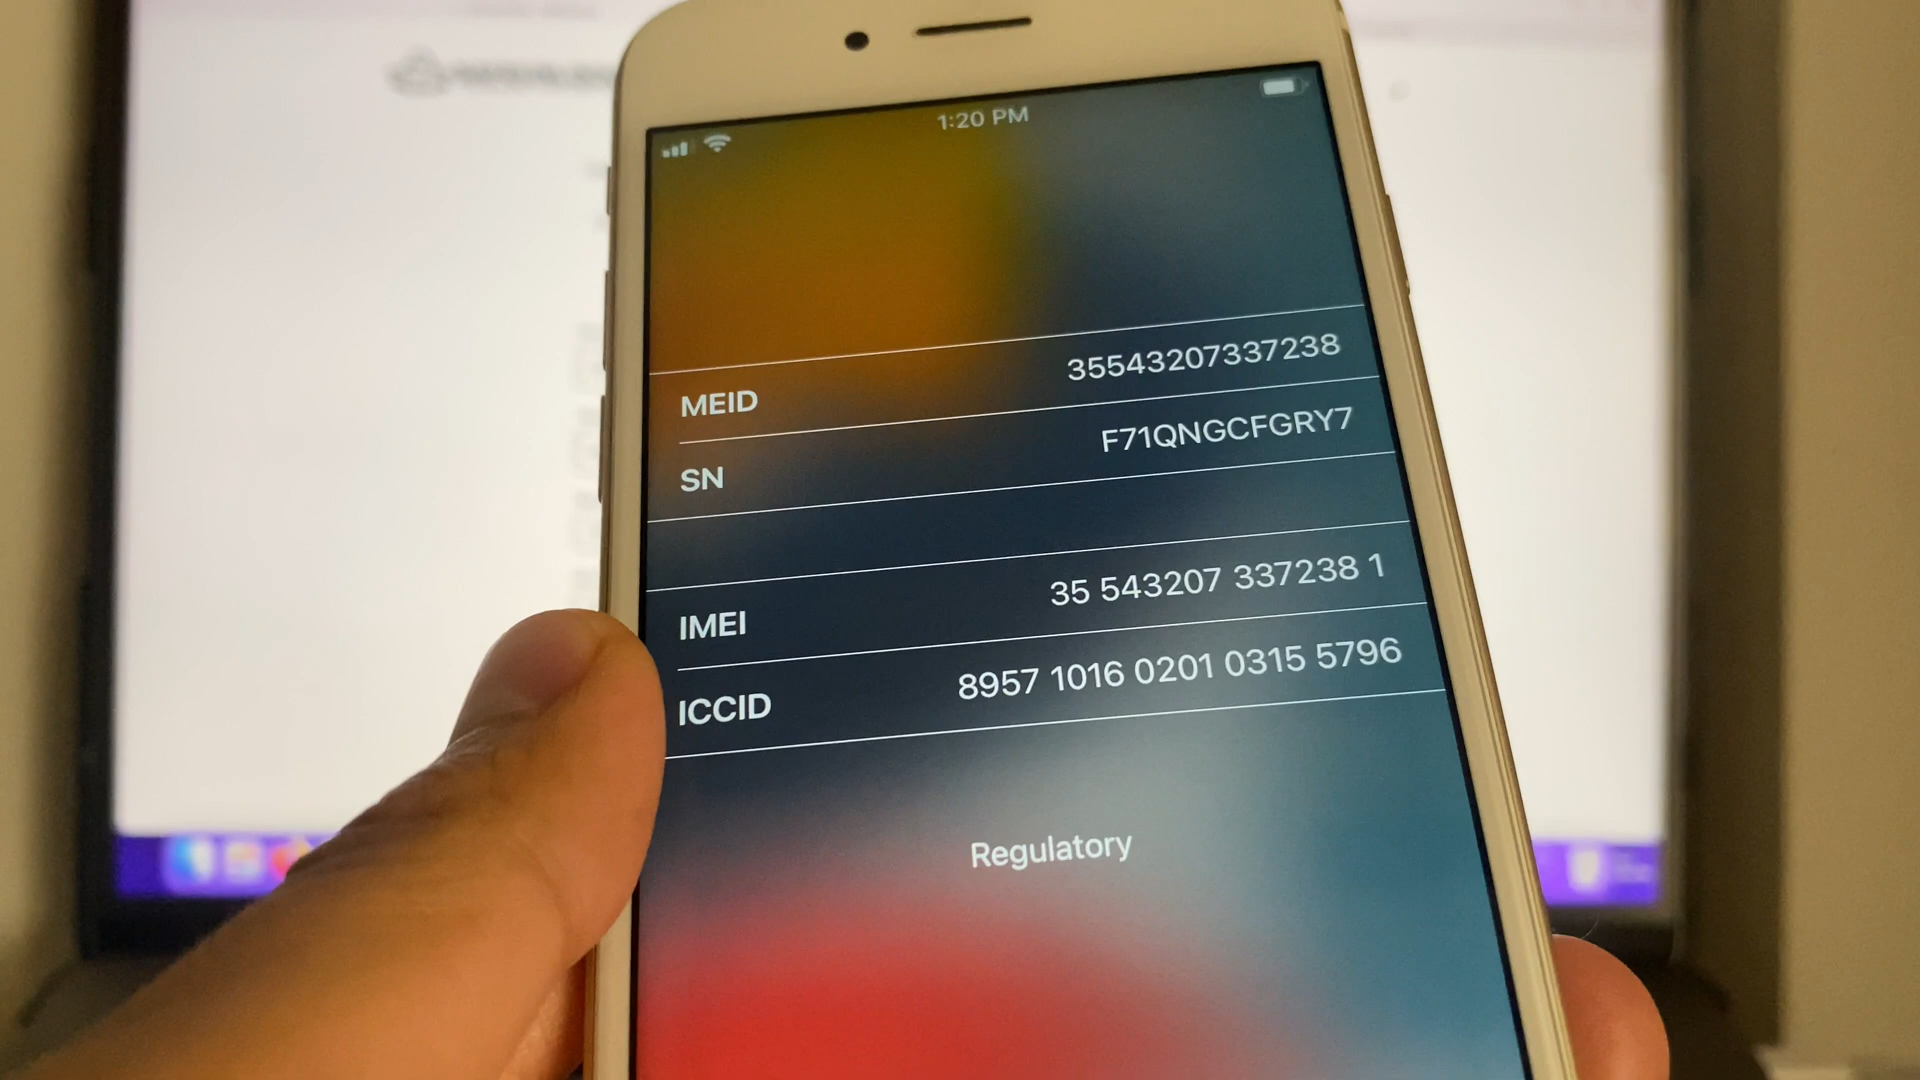 1:20 PM
MEID 35543207337238
SN F71QNGCFGRY7
IMEI 35 543207 337238 1
ICCID 8957 1016 0201 0315 5796
Regulatory